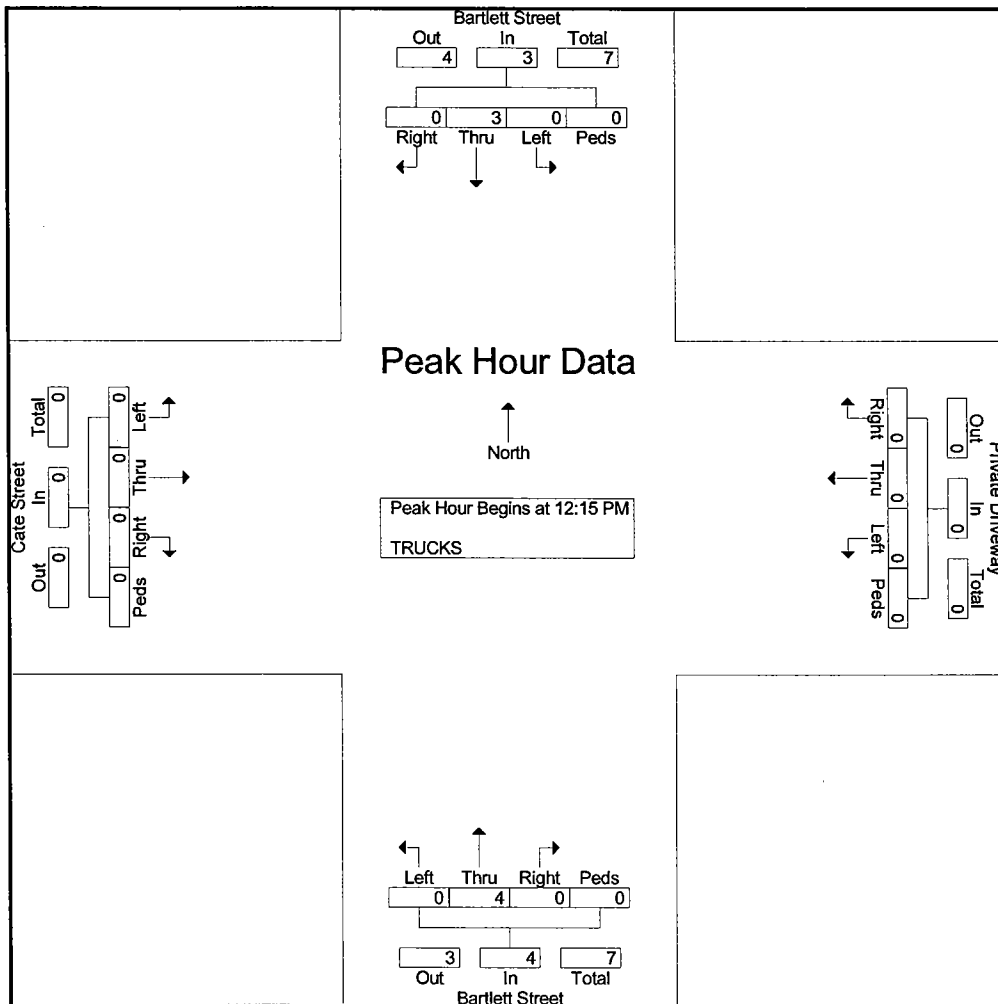 Bartlett Street
Out In Total
4 3 7
0 3 0 0
Right Thru Left Peds
Peak Hour Data
North
Peak Hour Begins at 12:15 PM
TRUCKS
Cate Street
Total In Out
0 0 0
0 0 0 0
Left Thru Right Peds
Right Thru Left Peds
0 0 0 0
Out In Total
0 0 0
Private Driveway
Left Thru Right Peds
0 4 0 0
3 4 7
Out In Total
Bartlett Street